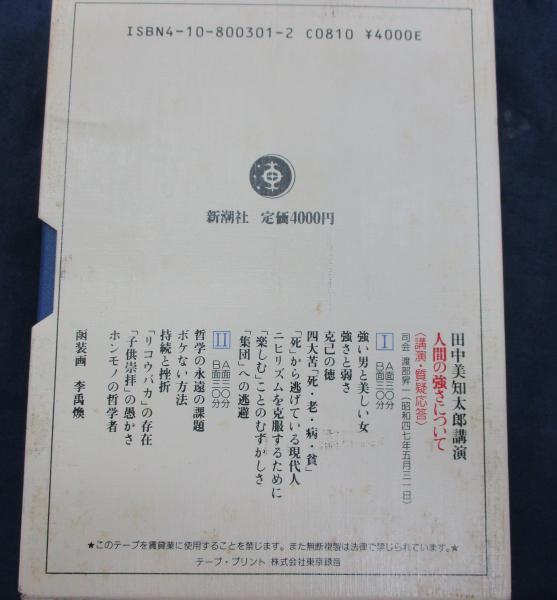 ISBN4-10-800301-2 C0810 ¥4000E
新潮社 定価4000円
田中美知太郎講演
人間の強さについて
〈講演・質疑応答〉
司会 渡部昇一(昭和四七年五月三一日)
I A面三〇分
B面三〇分
強い男と美しい女
強さと弱さ
克己の徳
四大苦「死・老・病・貧」
「死」から逃げている現代人
ニヒリズムを克服するために
「楽しむ」ことのむずかしさ
「集団」への逃避
II A面三〇分
B面三〇分
哲学の永遠の課題
ボケない方法
持続と挫折
「リコウバカ」の存在
「子供崇拝」の愚かさ
ホンモノの哲学者
函装画 李禹煥
★このテープを賃貸業に使用することを禁じます。また無断複製は法律で禁じられています。★
テープ・プリント 株式会社東京録音